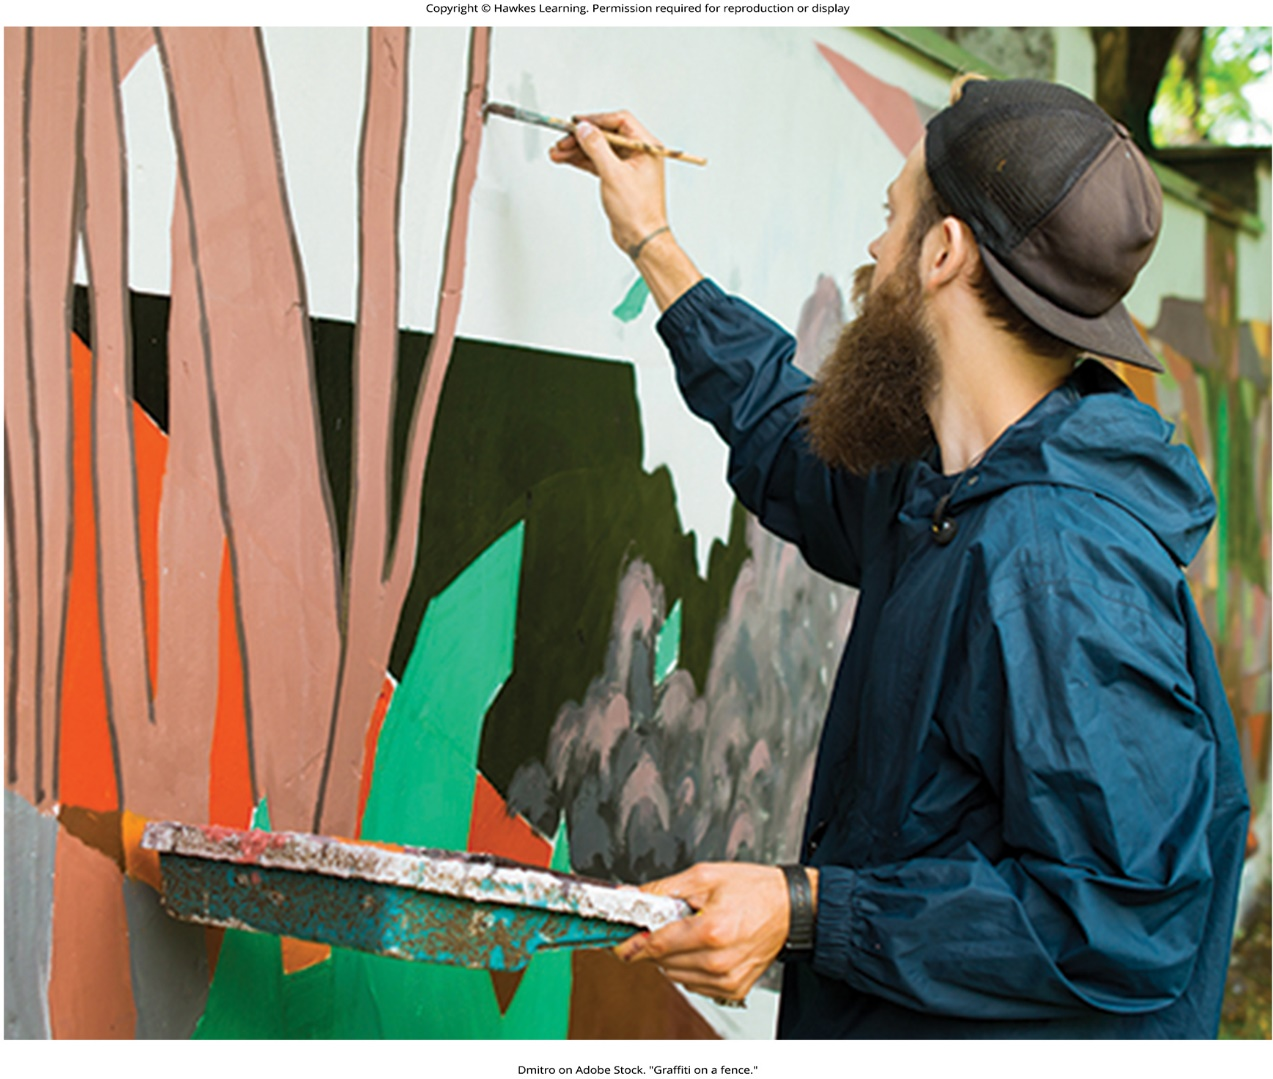 Copyright © Hawkes Learning. Permission required for reproduction or display
Dmitro on Adobe Stock. "Graffiti on a fence."